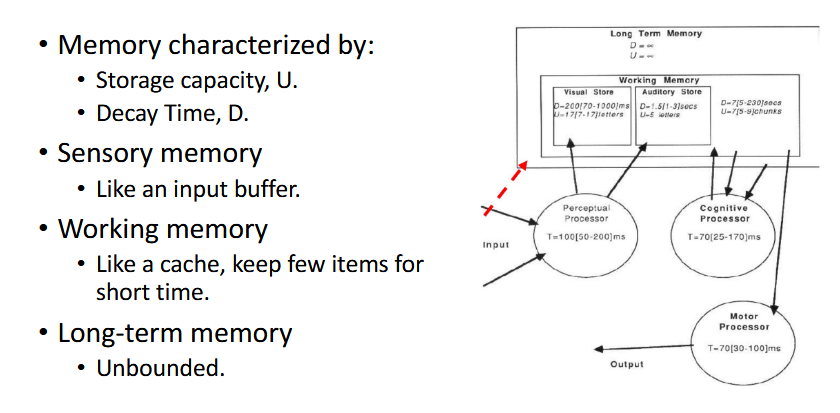 • Memory characterized by:
• Storage capacity, U.
• Decay Time, D.
• Sensory memory
• Like an input buffer.
• Working memory
• Like a cache, keep few items for
short time.
• Long-term memory
• Unbounded.
Long Term Memory
D=∞
U=∞
Working Memory
Visual Store
D=200[70-1000]ms
U=17[7-17]letters
Auditory Store
D=1.5[1-3]secs
U=5 letters
D=7[5-230]secs
U=7[5-9]chunks
Input
Perceptual
Processor
T=100[50-200]ms
Cognitive
Processor
T=70[25-170]ms
Motor
Processor
T=70[30-100]ms
Output